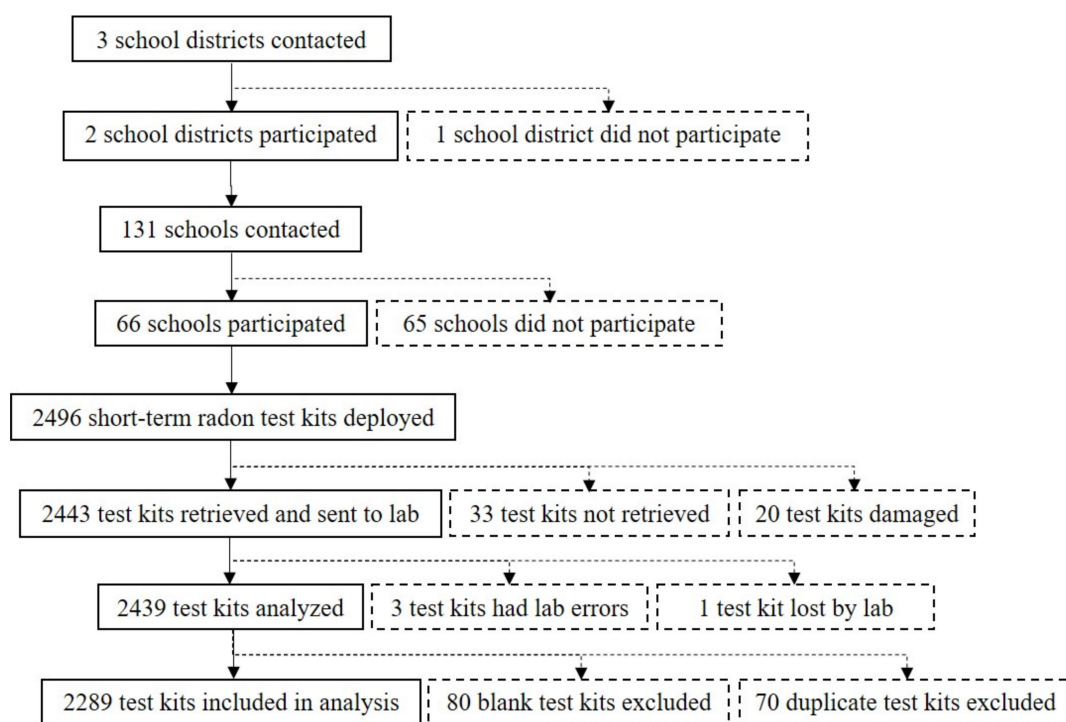 3 school districts contacted
2 school districts participated
1 school district did not participate
131 schools contacted
66 schools participated
65 schools did not participate
2496 short-term radon test kits deployed
2443 test kits retrieved and sent to lab
33 test kits not retrieved
20 test kits damaged
2439 test kits analyzed
3 test kits had lab errors
1 test kit lost by lab
2289 test kits included in analysis
80 blank test kits excluded
70 duplicate test kits excluded